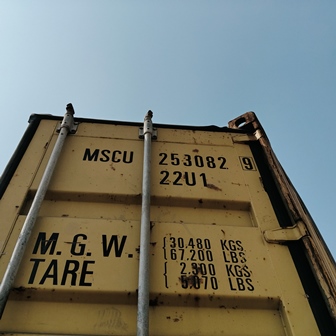 MSCU 253082 9
22U1
M.G.W. 30.480 KGS
67,200 LBS
TARE 2,300 KGS
5,070 LBS